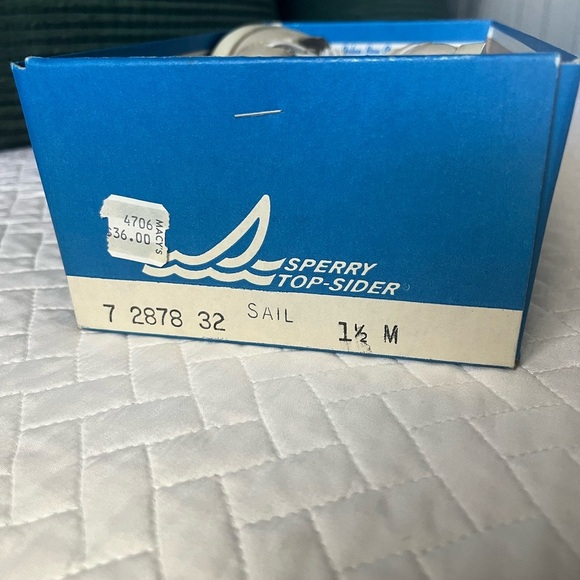 4706
$36.00
MACY'S
SPERRY
TOP-SIDER
7 2878 32 SAIL 1½ M